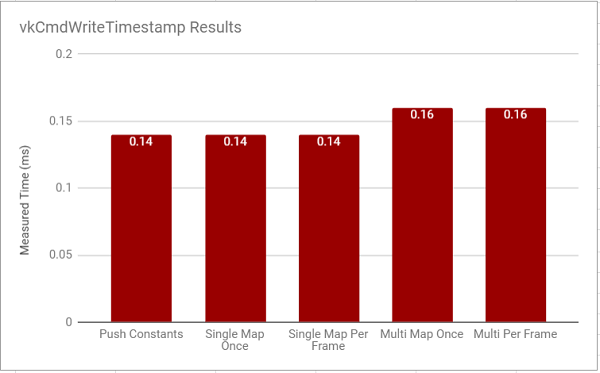 vkCmdWriteTimestamp Results
0.2
0.15
0.1
0.05
0
Measured Time (ms)
0.14
0.14
0.14
0.16
0.16
Push Constants
Single Map
Once
Single Map Per
Frame
Multi Map Once
Multi Per Frame